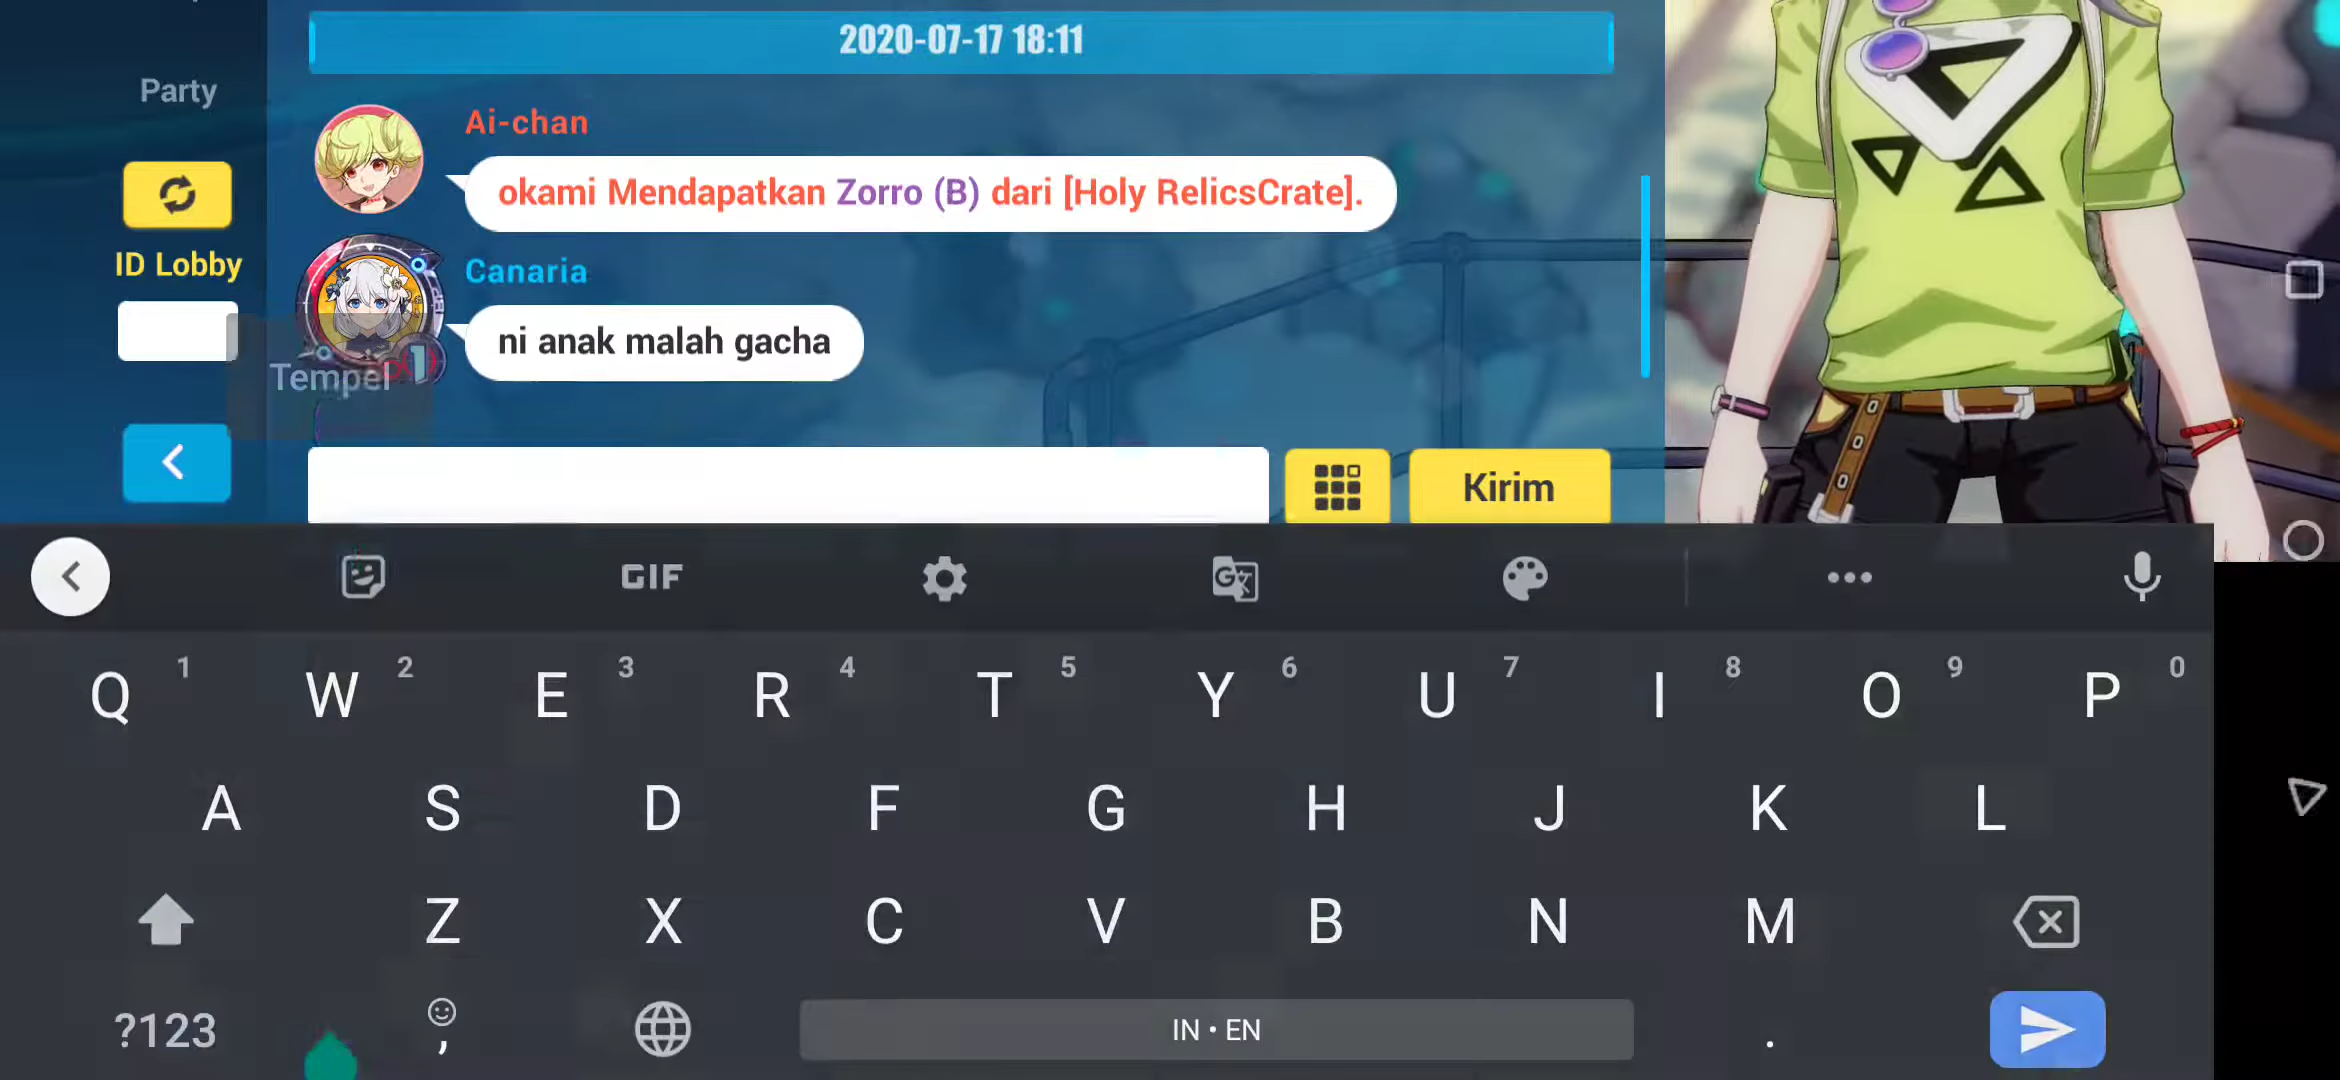 2020-07-17 18:11
Party
Ai-chan
okami Mendapatkan Zorro (B) dari [Holy RelicsCrate].
ID Lobby
Canaria
ni anak malah gacha
Tempel
Kirim
GIF
Q 1 W 2 E 3 R 4 T 5 Y 6 U 7 I 8 O 9 P 0
A S D F G H J K L
Z X C V B N M
?123 , IN • EN .